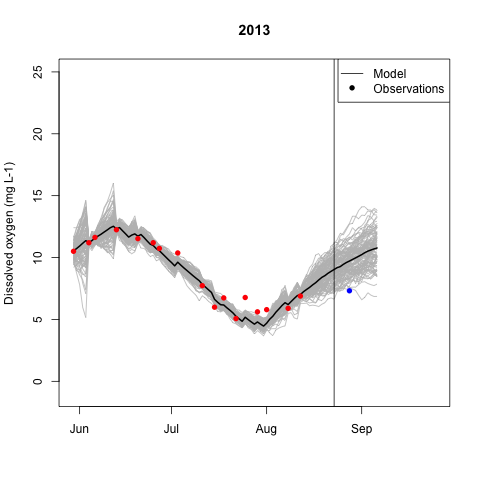 2013
Model
Observations
Dissolved oxygen (mg L-1)
25
20
15
10
5
0
Jun
Jul
Aug
Sep